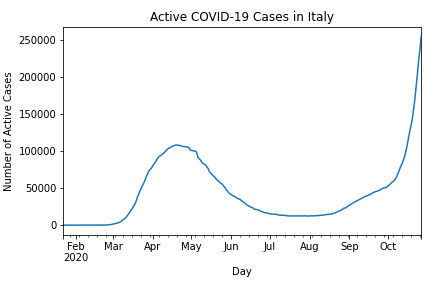 Active COVID-19 Cases in Italy
250000
200000
150000
100000
50000
0
Number of Active Cases
Feb Mar Apr May Jun Jul Aug Sep Oct
2020
Day